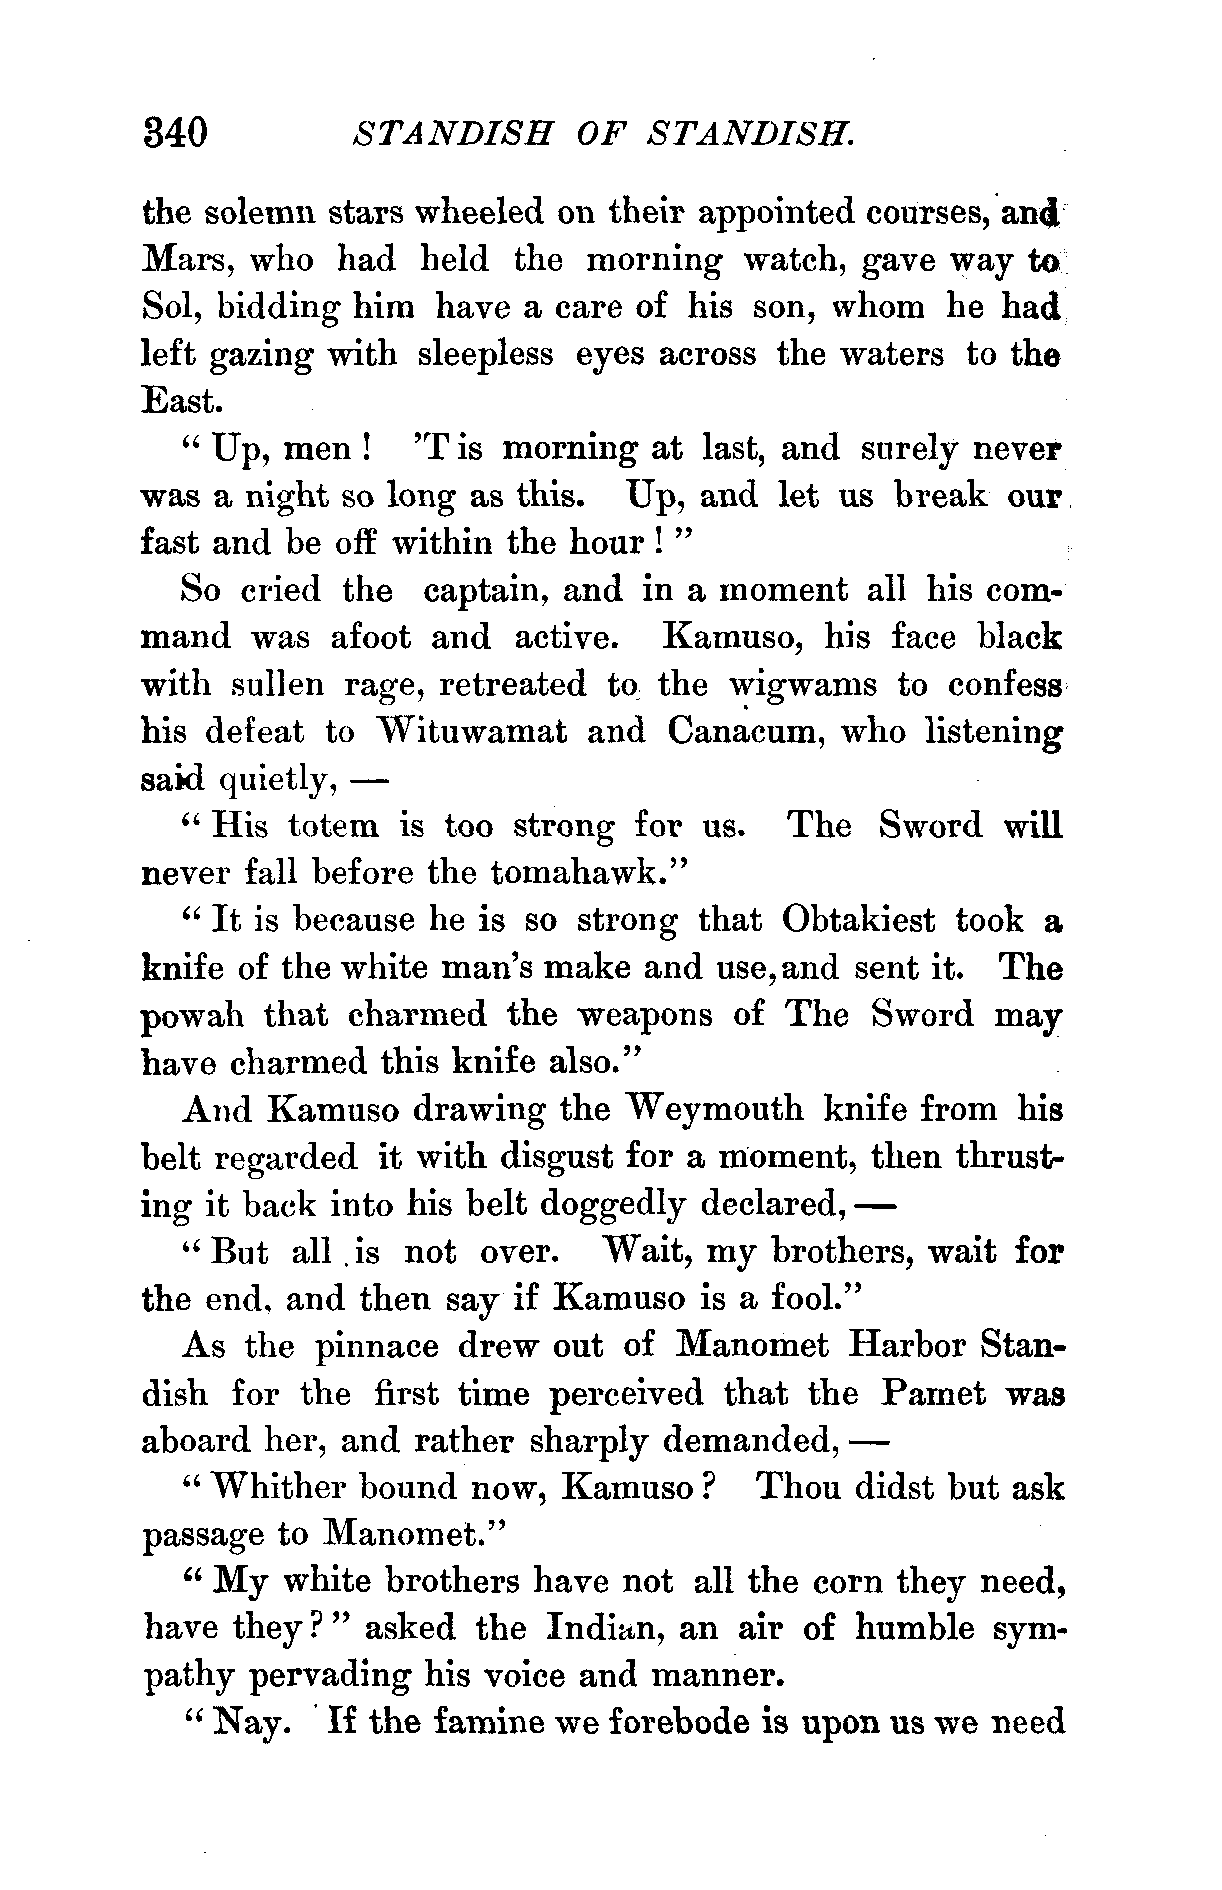 340 STANDISH OF STANDISH.
the solemn stars wheeled on their appointed courses, and
Mars, who had held the morning watch, gave way to
Sol, bidding him have a care of his son, whom he had
left gazing with sleepless eyes across the waters to the
East.
“ Up, men ! ’T is morning at last, and surely never
was a night so long as this. Up, and let us break our
fast and be off within the hour ! ”
So cried the captain, and in a moment all his com-
mand was afoot and active. Kamuso, his face black
with sullen rage, retreated to the wigwams to confess
his defeat to Wituwamat and Canacum, who listening
said quietly, —
“ His totem is too strong for us. The Sword will
never fall before the tomahawk.”
“ It is because he is so strong that Obtakiest took a
knife of the white man’s make and use, and sent it. The
powah that charmed the weapons of The Sword may
have charmed this knife also.”
And Kamuso drawing the Weymouth knife from his
belt regarded it with disgust for a moment, then thrust-
ing it back into his belt doggedly declared, —
“ But all is not over. Wait, my brothers, wait for
the end, and then say if Kamuso is a fool.”
As the pinnace drew out of Manomet Harbor Stan-
dish for the first time perceived that the Pamet was
aboard her, and rather sharply demanded, —
“ Whither bound now, Kamuso ? Thou didst but ask
passage to Manomet.”
“ My white brothers have not all the corn they need,
have they ? ” asked the Indian, an air of humble sym-
pathy pervading his voice and manner.
“ Nay. If the famine we forebode is upon us we need